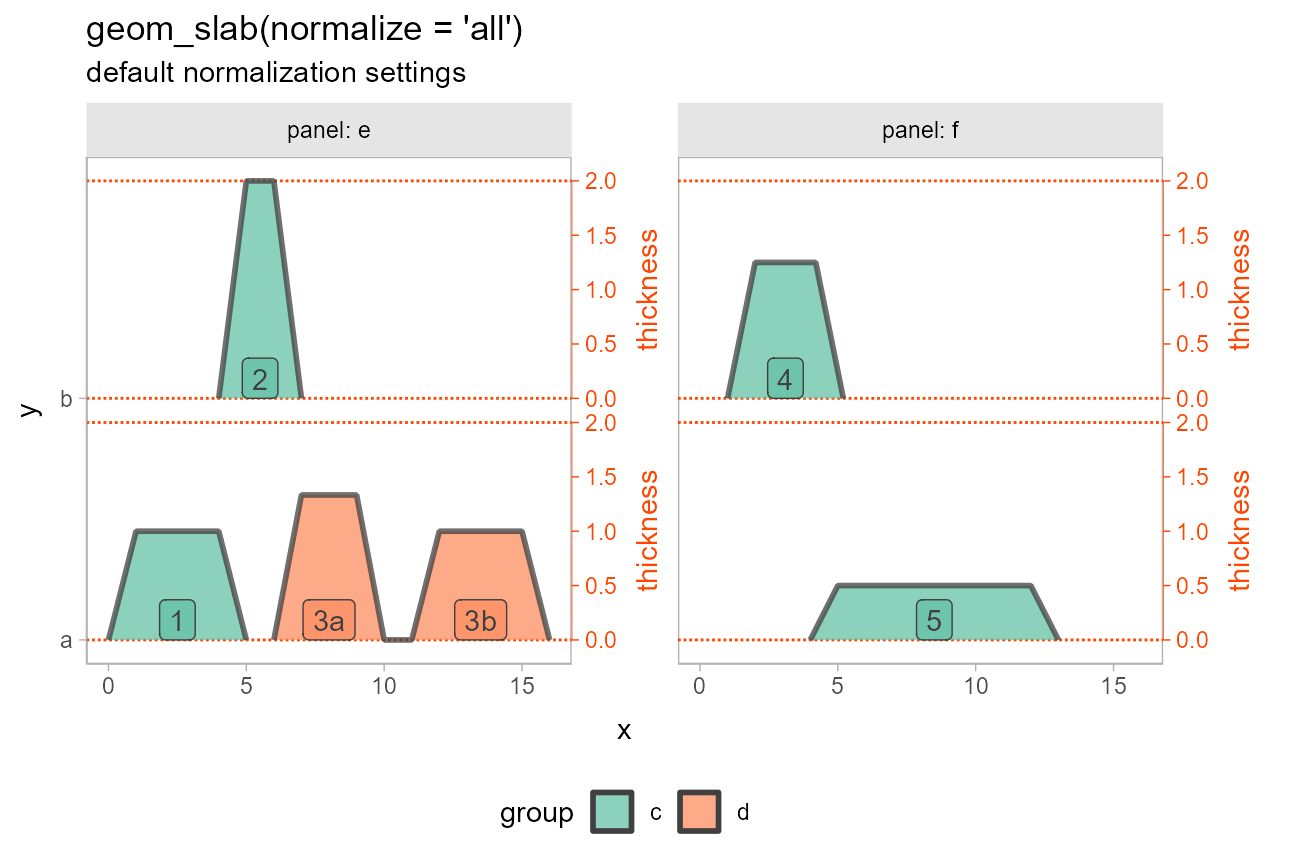 geom_slab(normalize = 'all')
default normalization settings
panel: e
panel: f
2.0
1.5
1.0
0.5
0.0
thickness
2.0
1.5
1.0
0.5
0.0
thickness
2
4
b
y
2.0
1.5
1.0
0.5
0.0
thickness
2.0
1.5
1.0
0.5
0.0
thickness
1
3a
3b
5
a
0 5 10 15
0 5 10 15
x
group c d